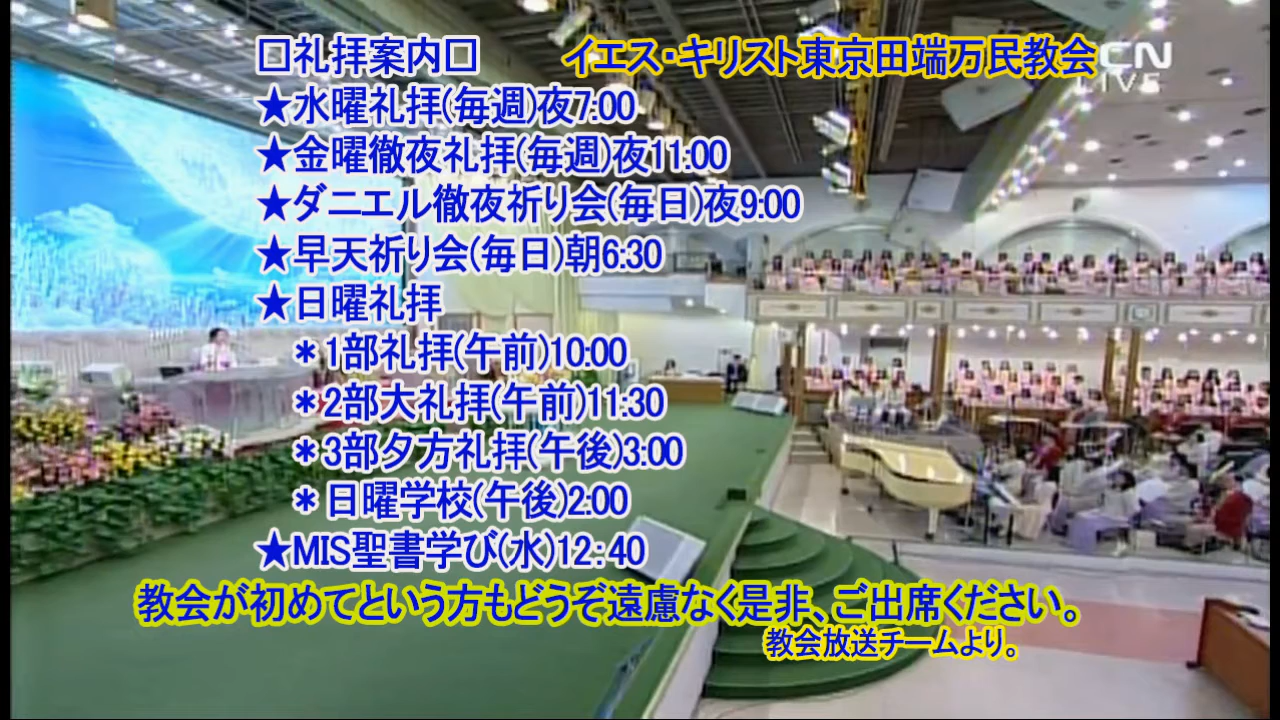 □礼拝案内□ イエス・キリスト東京田端万民教会 CN
LIVE
★水曜礼拝(毎週)夜7:00
★金曜徹夜礼拝(毎週)夜11:00
★ダニエル徹夜祈り会(毎日)夜9:00
★早天祈り会(毎日)朝6:30
★日曜礼拝
＊1部礼拝(午前)10:00
＊2部大礼拝(午前)11:30
＊3部夕方礼拝(午後)3:00
＊日曜学校(午後)2:00
★MIS聖書学び(水)12:40
教会が初めてという方もどうぞ遠慮なく是非、ご出席ください。
教会放送チームより。